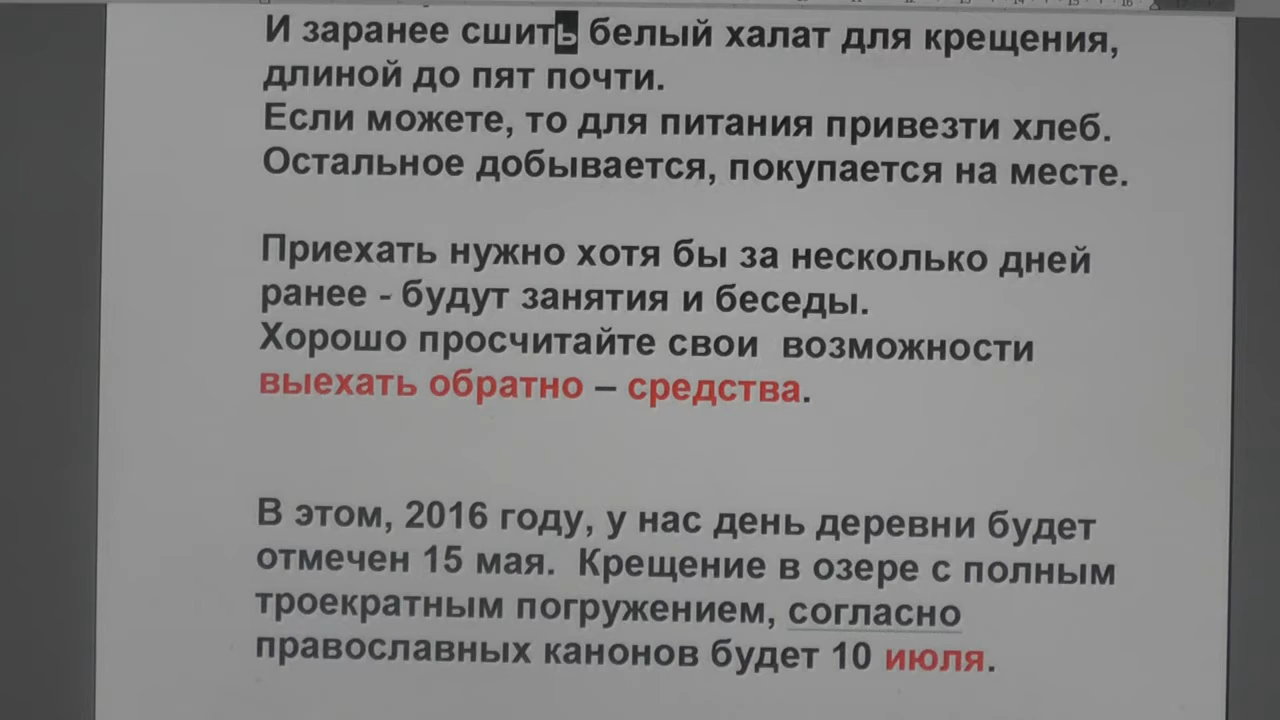 И заранее сшить белый халат для крещения,
длиной до пят почти.
Если можете, то для питания привезти хлеб.
Остальное добывается, покупается на месте.
Приехать нужно хотя бы за несколько дней
ранее - будут занятия и беседы.
Хорошо просчитайте свои  возможности
выехать обратно – средства.
В этом, 2016 году, у нас день деревни будет
отмечен 15 мая.  Крещение в озере с полным
троекратным погружением, согласно
православных канонов будет 10 июля.